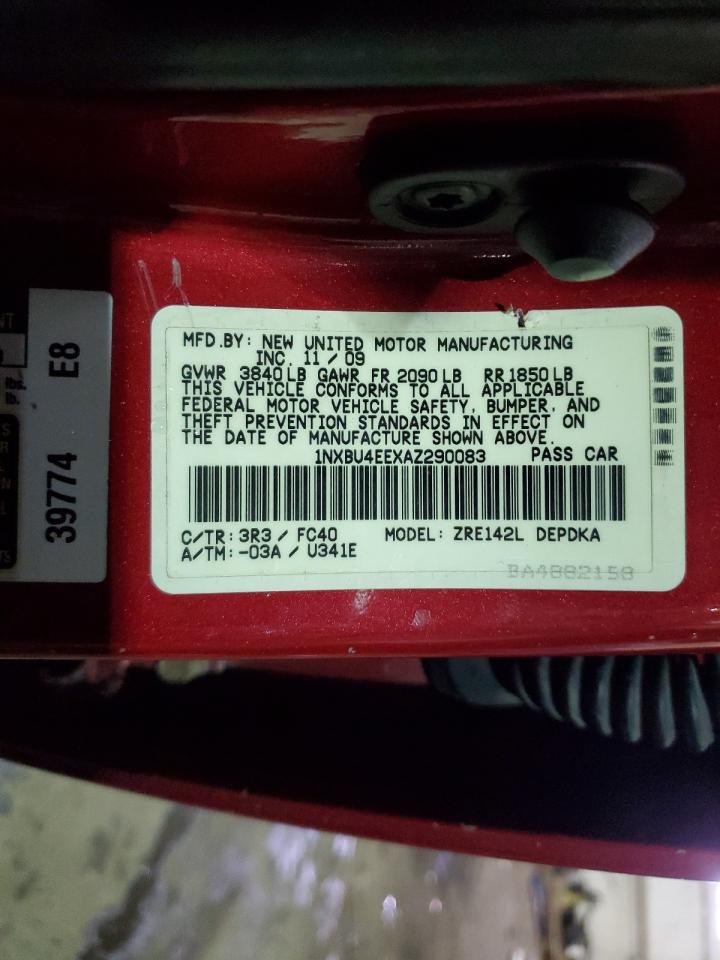 MFD.BY: NEW UNITED MOTOR MANUFACTURING
INC. 11 / 09
GVWR 3840 LB GAWR FR 2090 LB RR 1850 LB
THIS VEHICLE CONFORMS TO ALL APPLICABLE
FEDERAL MOTOR VEHICLE SAFETY, BUMPER, AND
THEFT PREVENTION STANDARDS IN EFFECT ON
THE DATE OF MANUFACTURE SHOWN ABOVE.
1NXBU4EEXAZ290083 PASS CAR
C/TR: 3R3 / FC40 MODEL: ZRE142L DEPDKA
A/TM: -03A / U341E
BA4882158
39774 E8
lbs.
lb.